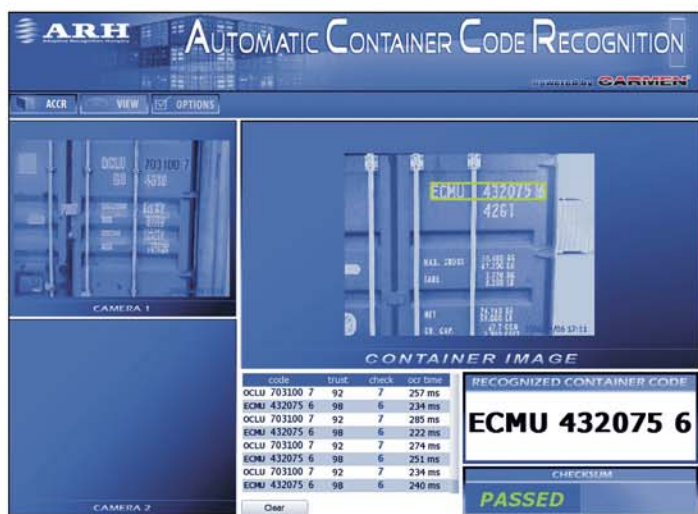 ARH
AUTOMATIC CONTAINER CODE RECOGNITION
powered by CARMEN
ACCR VIEW OPTIONS
OCLU 703100 7
CAMERA 1
CAMERA 2
ECMU 432075 6
4261
TARE
NET
CONTAINER IMAGE
code trust check ocr time
OCLU 703100 7 92 7 257 ms
ECMU 432075 6 98 6 234 ms
OCLU 703100 7 92 7 285 ms
ECMU 432075 6 98 6 222 ms
OCLU 703100 7 92 7 274 ms
ECMU 432075 6 98 6 251 ms
OCLU 703100 7 92 7 234 ms
ECMU 432075 6 98 6 240 ms
Clear
RECOGNIZED CONTAINER CODE
ECMU 432075 6
CHECKSUM
PASSED